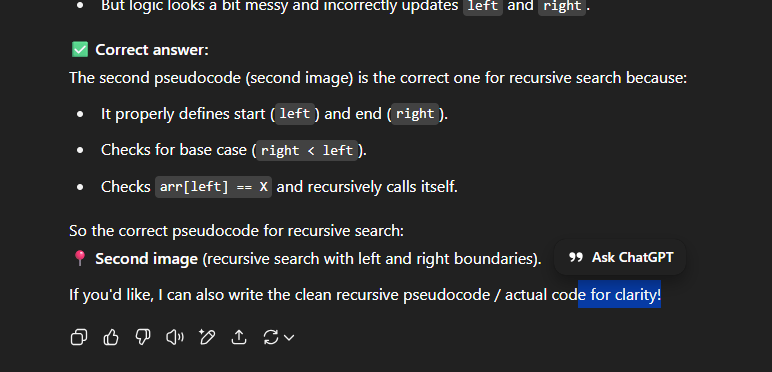 But logic looks a bit messy and incorrectly updates left and right.
✅ Correct answer:
The second pseudocode (second image) is the correct one for recursive search because:
• It properly defines start (left) and end (right).
• Checks for base case (right < left).
• Checks arr[left] == X and recursively calls itself.
So the correct pseudocode for recursive search:
📍 Second image (recursive search with left and right boundaries).
Ask ChatGPT
If you'd like, I can also write the clean recursive pseudocode / actual code for clarity!